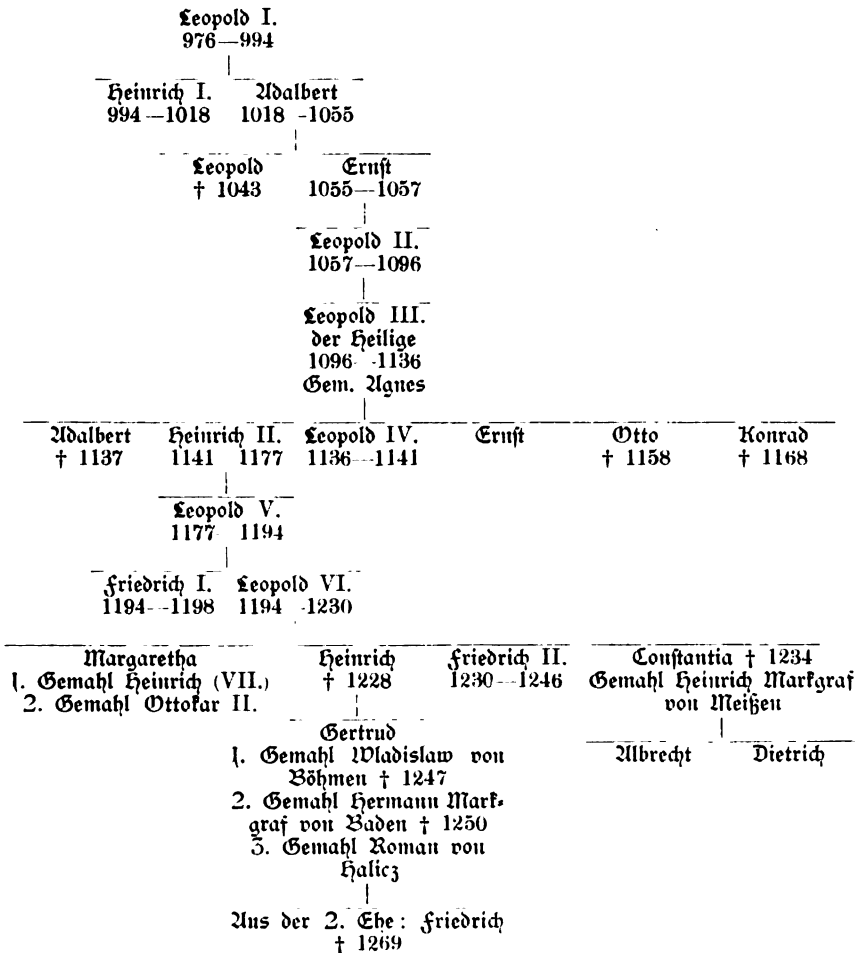 Leopold I.
976—994
Heinrich I. Adalbert
994—1018 1018 -1055
Leopold Ernst
† 1043 1055—1057
Leopold II.
1057—1096
Leopold III.
der Heilige
1096 -1136
Gem. Agnes
Adalbert Heinrich II. Leopold IV. Ernst Otto Konrad
† 1137 1141 1177 1136—1141 † 1158 † 1168
Leopold V.
1177 1194
Friedrich I. Leopold VI.
1194—1198 1194 -1230
Margaretha Heinrich Friedrich II. Constantia † 1234
1. Gemahl Heinrich (VII.) † 1228 1230—1246 Gemahl Heinrich Markgraf
2. Gemahl Ottokar II. von Meißen
Gertrud Albrecht Dietrich
1. Gemahl Wladislaw von
Böhmen † 1247
2. Gemahl Hermann Mark-
graf von Baden † 1250
3. Gemahl Roman von
Halicz
Aus der 2. Ehe: Friedrich
† 1269